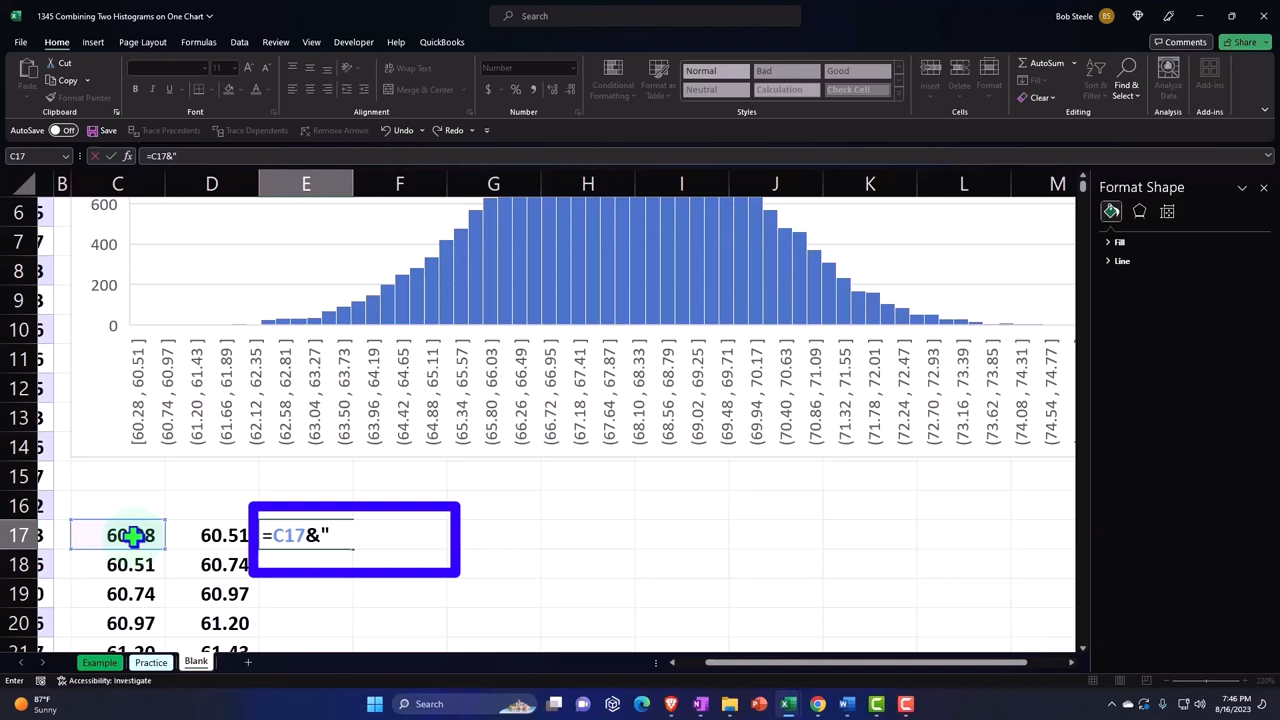 1345 Combining Two Histograms on One Chart
Search
Bob Steele BS
File Home Insert Page Layout Formulas Data Review View Developer Help QuickBooks
Comments Share
Paste
Cut
Copy
Format Painter
11
Wrap Text
Merge & Center
Number
Conditional Formatting
Format as Table
Normal Bad Good
Neutral Calculation Check Cell
Insert Delete Format
AutoSum
Fill
Clear
Sort & Filter
Find & Select
Analyze Data
Add-ins
Clipboard Font Alignment Number Styles Cells Editing Analysis Add-ins
AutoSave Off Save Trace Precedents Trace Dependents Remove Arrows Undo Redo
C17 fx =C17&"
B C D E F G H I J K L M
6
7
8
9
10
11
12
13
14
15
16
17
18
19
20
600
400
200
0
[60.28 , 60.51 ]
(60.74 , 60.97 ]
(61.20 , 61.43 ]
(61.66 , 61.89 ]
(62.12 , 62.35 ]
(62.58 , 62.81 ]
(63.04 , 63.27 ]
(63.50 , 63.73 ]
(63.96 , 64.19 ]
(64.42 , 64.65 ]
(64.88 , 65.11 ]
(65.34 , 65.57 ]
(65.80 , 66.03 ]
(66.26 , 66.49 ]
(66.72 , 66.95 ]
(67.18 , 67.41 ]
(67.64 , 67.87 ]
(68.10 , 68.33 ]
(68.56 , 68.79 ]
(69.02 , 69.25 ]
(69.48 , 69.71 ]
(69.94 , 70.17 ]
(70.40 , 70.63 ]
(70.86 , 71.09 ]
(71.32 , 71.55 ]
(71.78 , 72.01 ]
(72.24 , 72.47 ]
(72.70 , 72.93 ]
(73.16 , 73.39 ]
(73.62 , 73.85 ]
(74.08 , 74.31 ]
(74.54 , 74.77 ]
60.51 =C17&"
60.51 60.74
60.74 60.97
60.97 61.20
61.20 61.43
Format Shape
Fill
Line
Example Practice Blank
Enter Accessibility: Investigate 220%
87°F
Sunny
Search
7:46 PM
8/16/2023